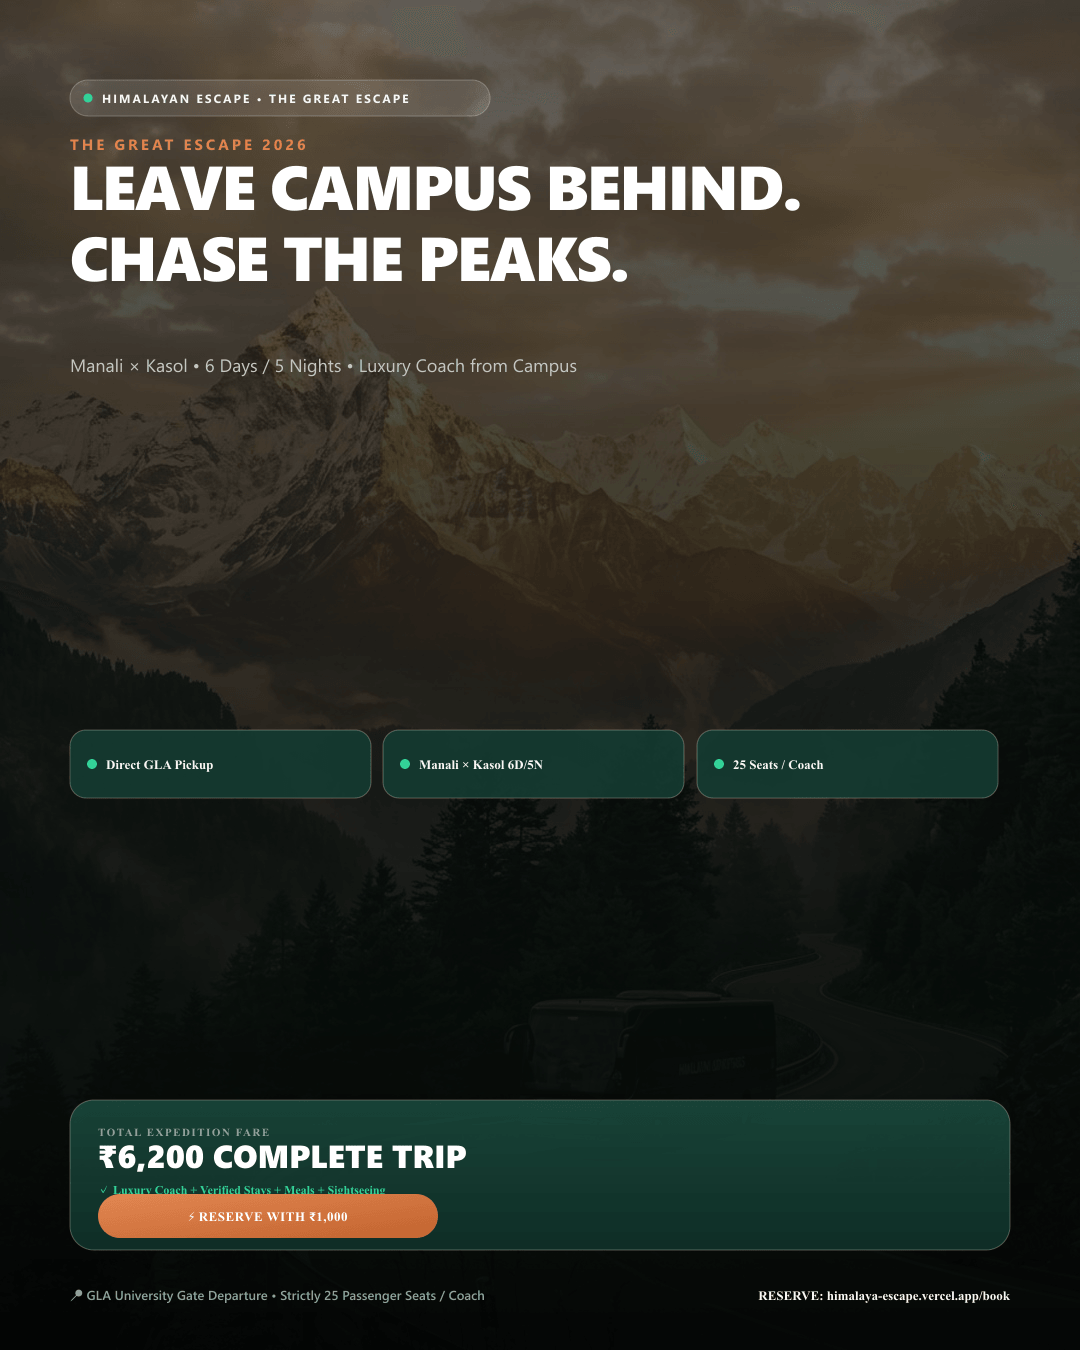 HIMALAYAN ESCAPE • THE GREAT ESCAPE
THE GREAT ESCAPE 2026
LEAVE CAMPUS BEHIND.
CHASE THE PEAKS.
Manali × Kasol • 6 Days / 5 Nights • Luxury Coach from Campus
Direct GLA Pickup
Manali × Kasol 6D/5N
25 Seats / Coach
TOTAL EXPEDITION FARE
₹6,200 COMPLETE TRIP
✓ Luxury Coach + Verified Stays + Meals + Sightseeing
⚡ RESERVE WITH ₹1,000
📍 GLA University Gate Departure • Strictly 25 Passenger Seats / Coach
RESERVE: himalaya-escape.vercel.app/book